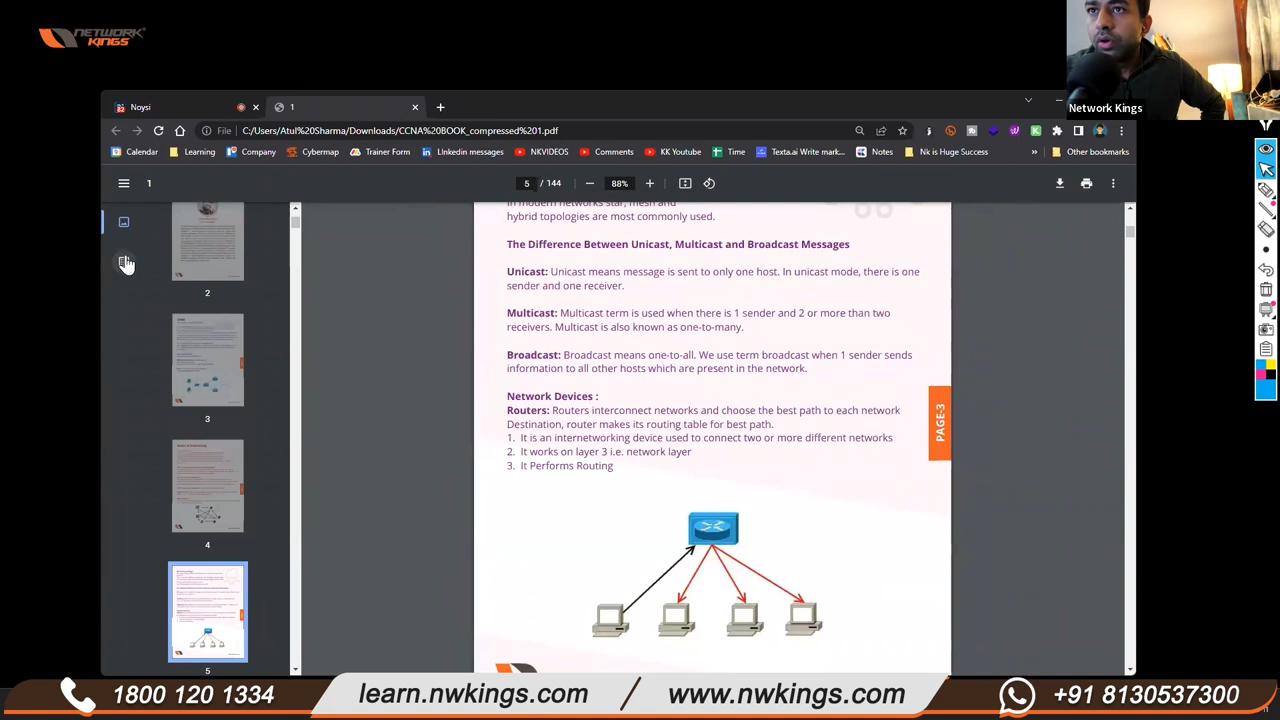 NETWORK
KINGS
Network Kings
Noysi
1
File
C:/Users/Atul%20Sharma/Downloads/CCNA%20BOOK_compressed%201.pdf
Calendar
Learning
Company
Cybermap
Trainer Form
LInkedin messages
NKVIDEOS
Comments
KK Youtube
Time
Texta.ai Write mark...
Notes
Nk is Huge Success
»
Other bookmarks
1
5 / 144
88%
2
3
4
5
In modern networks star, mesh and
hybrid topologies are most commonly used.
The Difference Between Unicast, Multicast and Broadcast Messages
Unicast: Unicast means message is sent to only one host. In unicast mode, there is one
sender and one receiver.
Multicast: Multicast term is used when there is 1 sender and 2 or more than two
receivers. Multicast is also known as one-to-many.
Broadcast: Broadcast means one-to-all. We use term broadcast when 1 sender sends
information to all other hosts which are present in the network.
Network Devices :
Routers: Routers interconnect networks and choose the best path to each network
Destination, router makes its routing table for best path.
1. It is an internetworking device used to connect two or more different networks
2. It works on layer 3 i.e. network layer
3. It Performs Routing
PAGE-3
1800 120 1334
learn.nwkings.com
www.nwkings.com
+91 8130537300